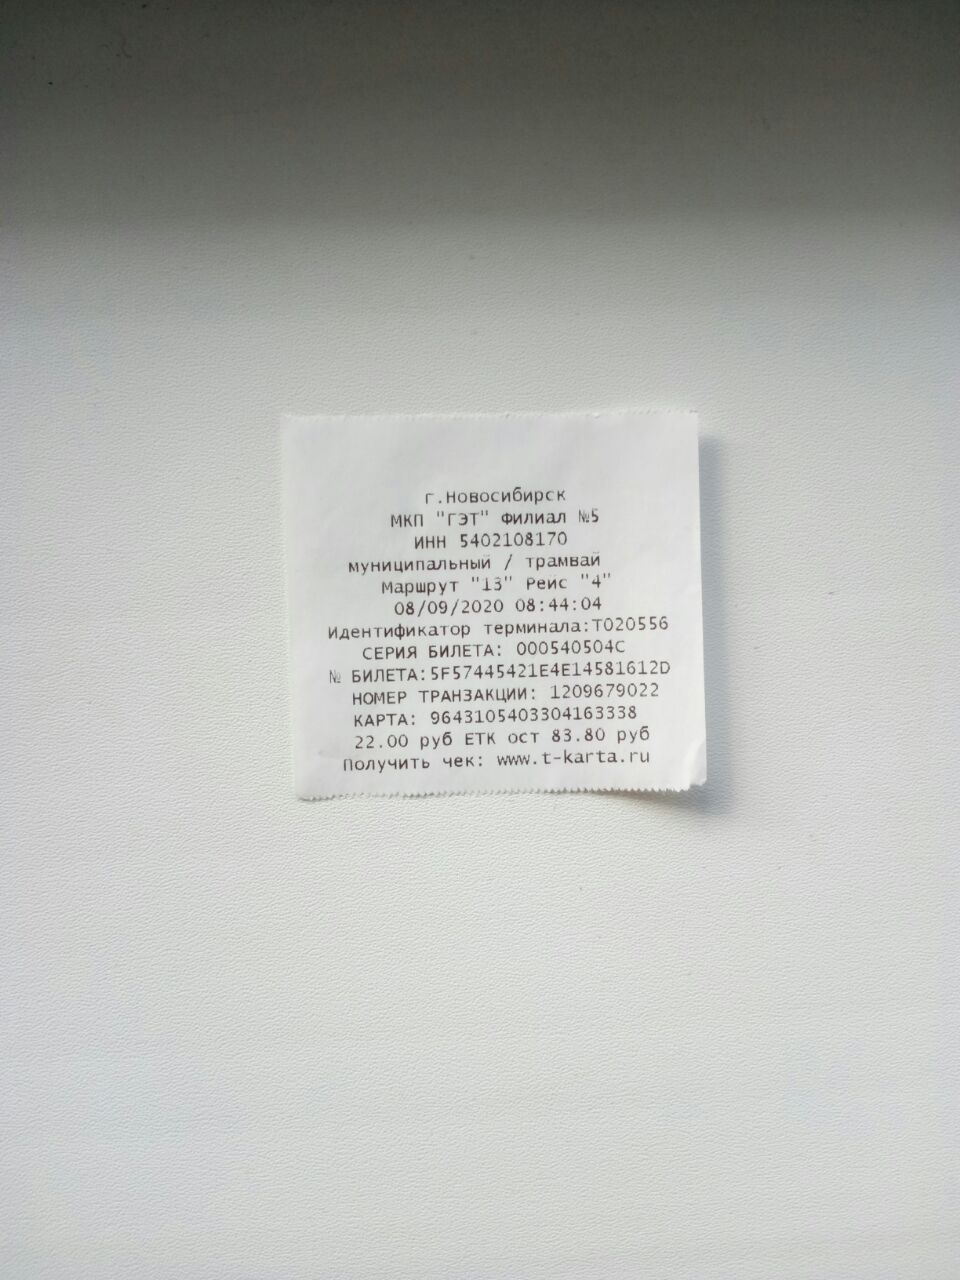 г.Новосибирск
МКП "ГЭТ" Филиал №5
ИНН 5402108170
муниципальный / трамвай
Маршрут "13" Рейс "4"
08/09/2020 08:44:04
Идентификатор терминала:T020556
СЕРИЯ БИЛЕТА: 000540504C
№ БИЛЕТА:5F57445421E4E14581612D
НОМЕР ТРАНЗАКЦИИ: 1209679022
КАРТА: 9643105403304163338
22.00 руб ЕТК ост 83.80 руб
Получить чек: www.t-karta.ru